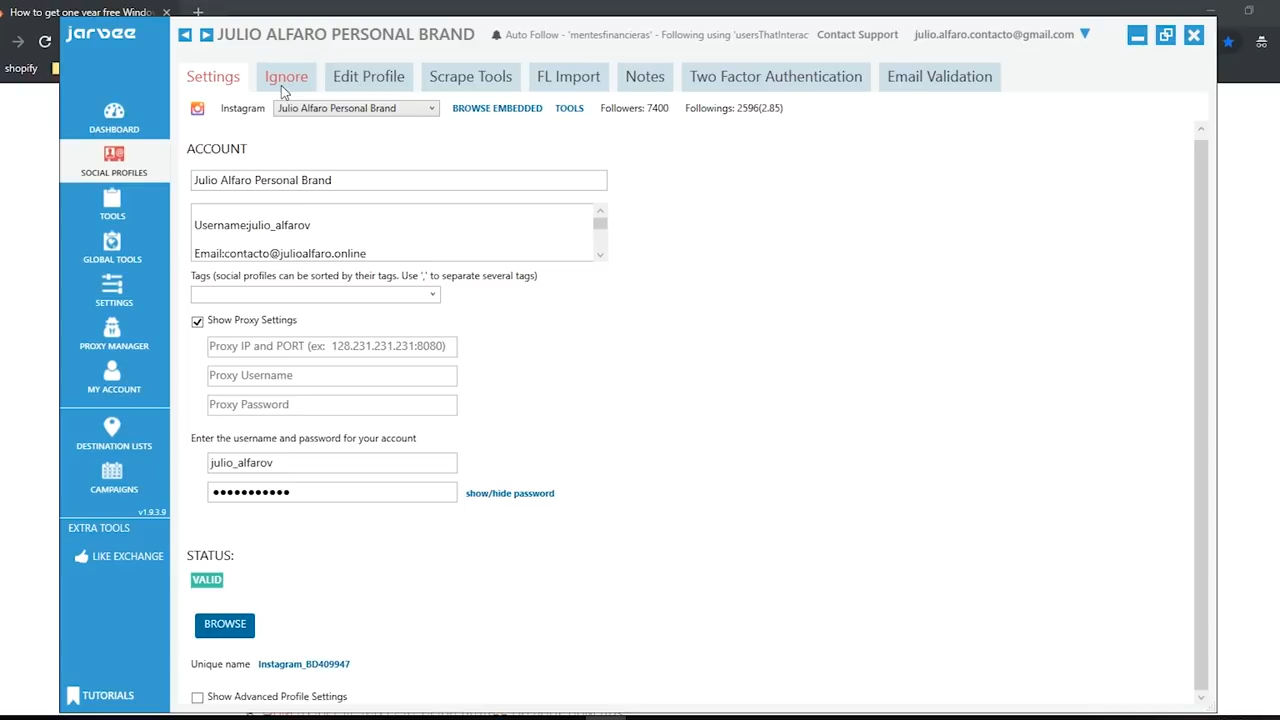 How to get one year free Windo
jarvee
JULIO ALFARO PERSONAL BRAND
Auto Follow - 'mentesfinancieras' - Following using 'usersThatInterac
Contact Support
julio.alfaro.contacto@gmail.com
shopify
Settings
Ignore
Edit Profile
Scrape Tools
FL Import
Notes
Two Factor Authentication
Email Validation
Instagram
Julio Alfaro Personal Brand
BROWSE EMBEDDED
TOOLS
Followers: 7400
Followings: 2596(2.85)
DASHBOARD
SOCIAL PROFILES
TOOLS
GLOBAL TOOLS
SETTINGS
PROXY MANAGER
MY ACCOUNT
DESTINATION LISTS
CAMPAIGNS
v1.9.3.9
EXTRA TOOLS
LIKE EXCHANGE
TUTORIALS
ACCOUNT
Julio Alfaro Personal Brand
Username:julio_alfarov
Email:contacto@julioalfaro.online
Tags (social profiles can be sorted by their tags. Use ',' to separate several tags)
Show Proxy Settings
Proxy IP and PORT (ex: 128.231.231.231:8080)
Proxy Username
Proxy Password
Enter the username and password for your account
julio_alfarov
●●●●●●●●●●●
show/hide password
STATUS:
VALID
BROWSE
Unique name
Instagram_BD409947
Show Advanced Profile Settings